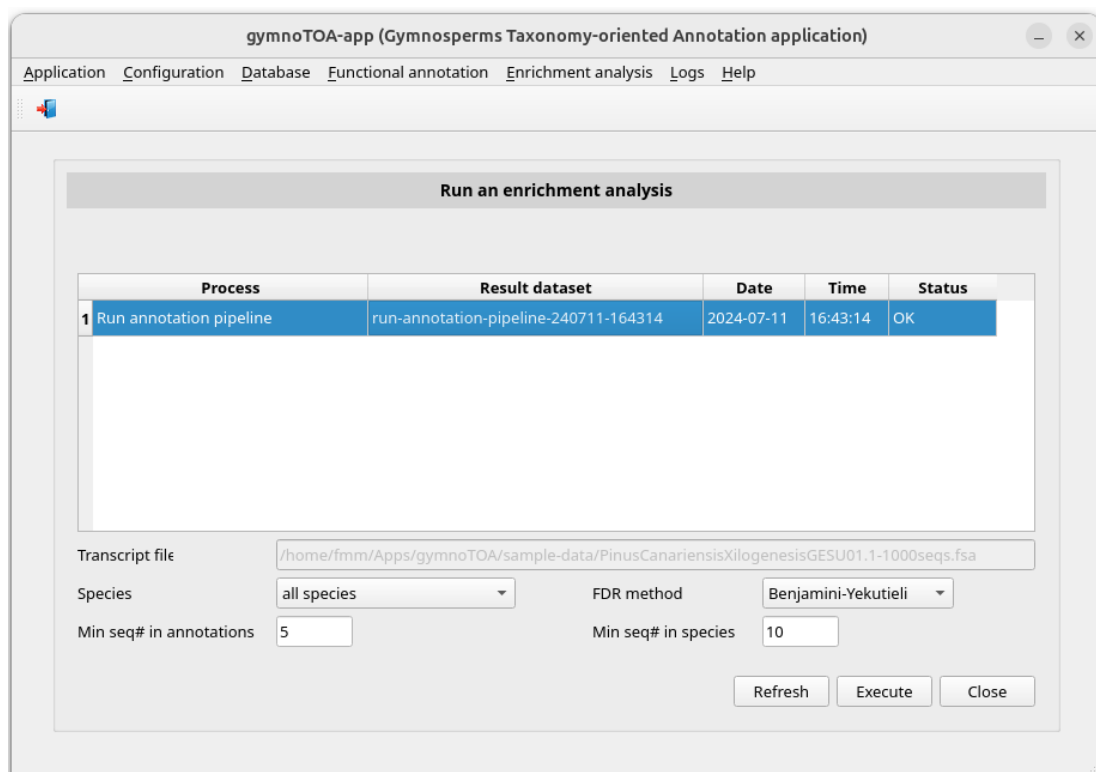 gymnoTOA-app (Gymnosperms Taxonomy-oriented Annotation application)
Application Configuration Database Functional annotation Enrichment analysis Logs Help
Run an enrichment analysis
Process Result dataset Date Time Status
1 Run annotation pipeline run-annotation-pipeline-240711-164314 2024-07-11 16:43:14 OK
Transcript file /home/fmm/Apps/gymnoTOA/sample-data/PinusCanariensisXilogenesisGESU01.1-1000seqs.fsa
Species all species FDR method Benjamini-Yekutieli
Min seq# in annotations 5 Min seq# in species 10
Refresh Execute Close